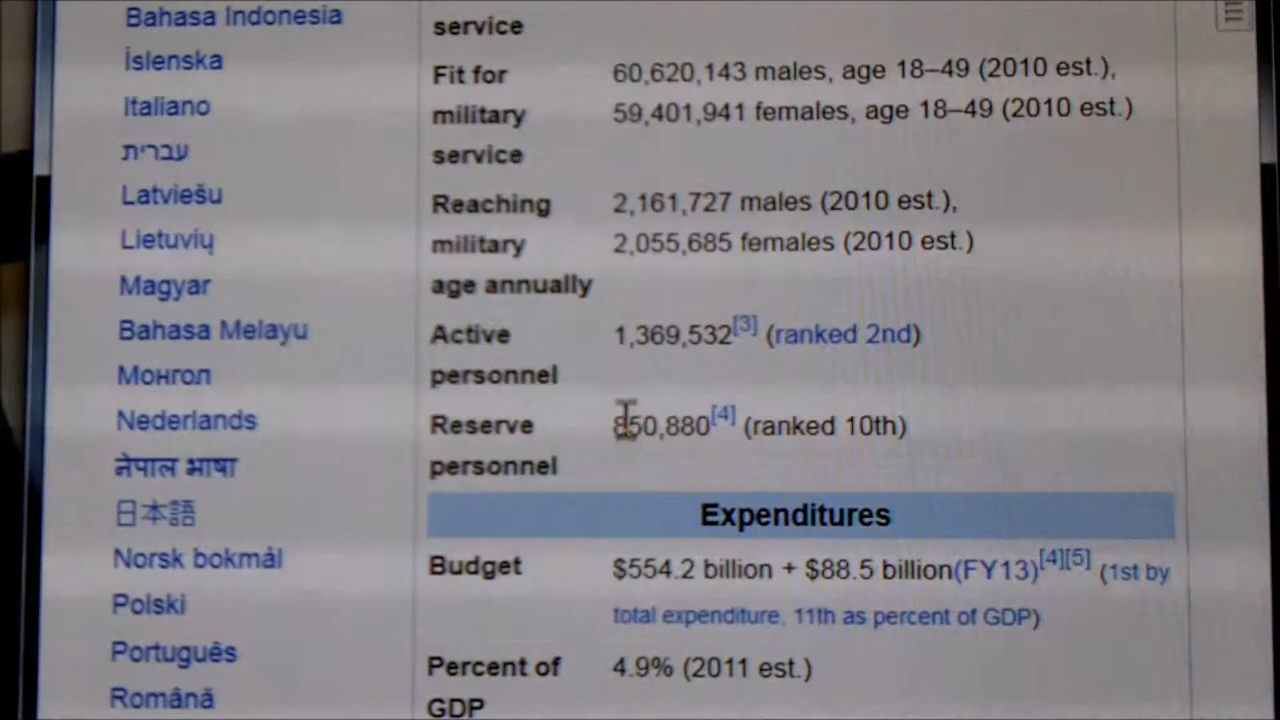 Bahasa Indonesia
Íslenska
Italiano
עברית
Latviešu
Lietuvių
Magyar
Bahasa Melayu
Монгол
Nederlands
नेपाल भाषा
日本語
Norsk bokmål
Polski
Português
Română
service
Fit for military service
60,620,143 males, age 18–49 (2010 est.),
59,401,941 females, age 18–49 (2010 est.)
Reaching military age annually
2,161,727 males (2010 est.),
2,055,685 females (2010 est.)
Active personnel
1,369,532[3] (ranked 2nd)
Reserve personnel
850,880[4] (ranked 10th)
Expenditures
Budget
$554.2 billion + $88.5 billion(FY13)[4][5] (1st by
total expenditure, 11th as percent of GDP)
Percent of GDP
4.9% (2011 est.)